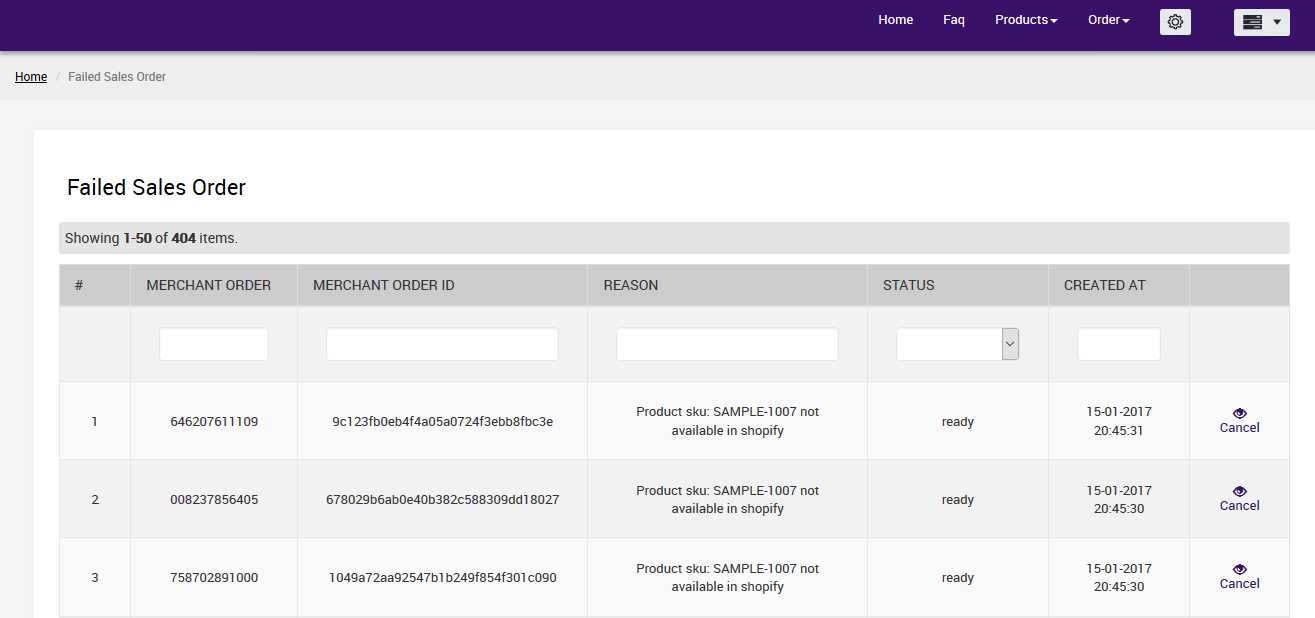 Home Faq Products Order
Home / Failed Sales Order
Failed Sales Order
Showing 1-50 of 404 items.
# MERCHANT ORDER MERCHANT ORDER ID REASON STATUS CREATED AT
1 646207611109 9c123fb0eb4f4a05a0724f3ebb8fbc3e Product sku: SAMPLE-1007 not available in shopify ready 15-01-2017 20:45:31 Cancel
2 008237856405 678029b6ab0e40b382c588309dd18027 Product sku: SAMPLE-1007 not available in shopify ready 15-01-2017 20:45:30 Cancel
3 758702891000 1049a72aa92547b1b249f854f301c090 Product sku: SAMPLE-1007 not available in shopify ready 15-01-2017 20:45:30 Cancel